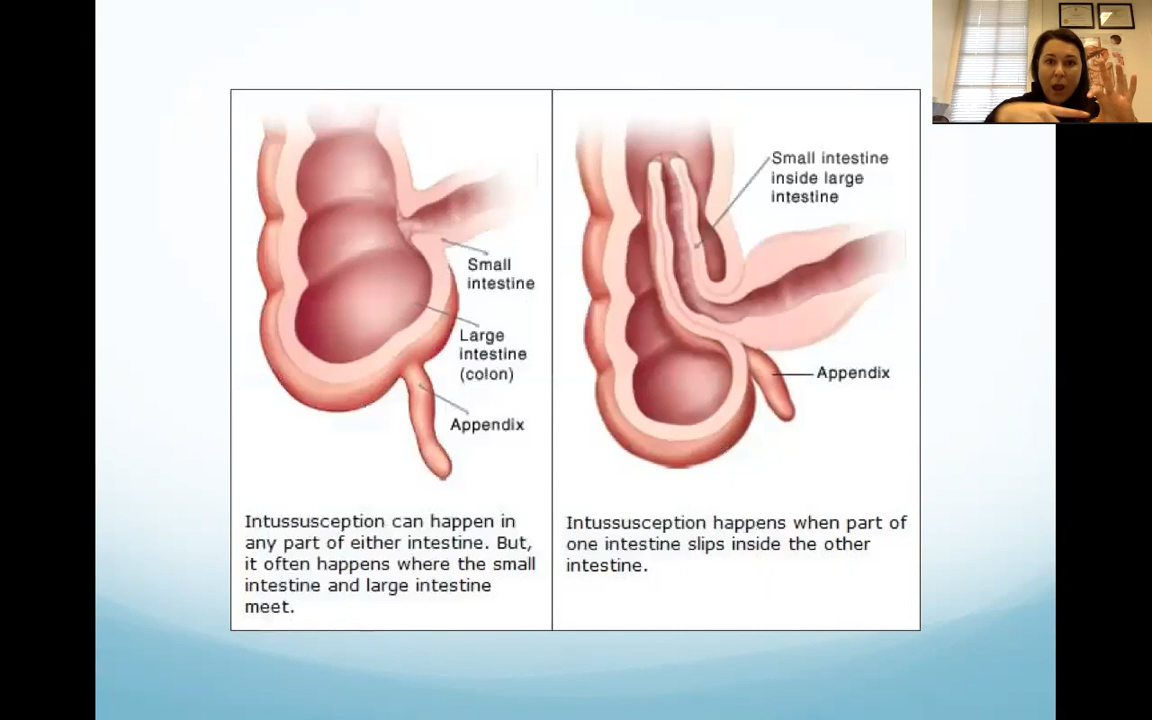 Small
intestine
Large
intestine
(colon)
Appendix
Intussusception can happen in
any part of either intestine. But,
it often happens where the small
intestine and large intestine
meet.
Small intestine
inside large
intestine
Appendix
Intussusception happens when part of
one intestine slips inside the other
intestine.